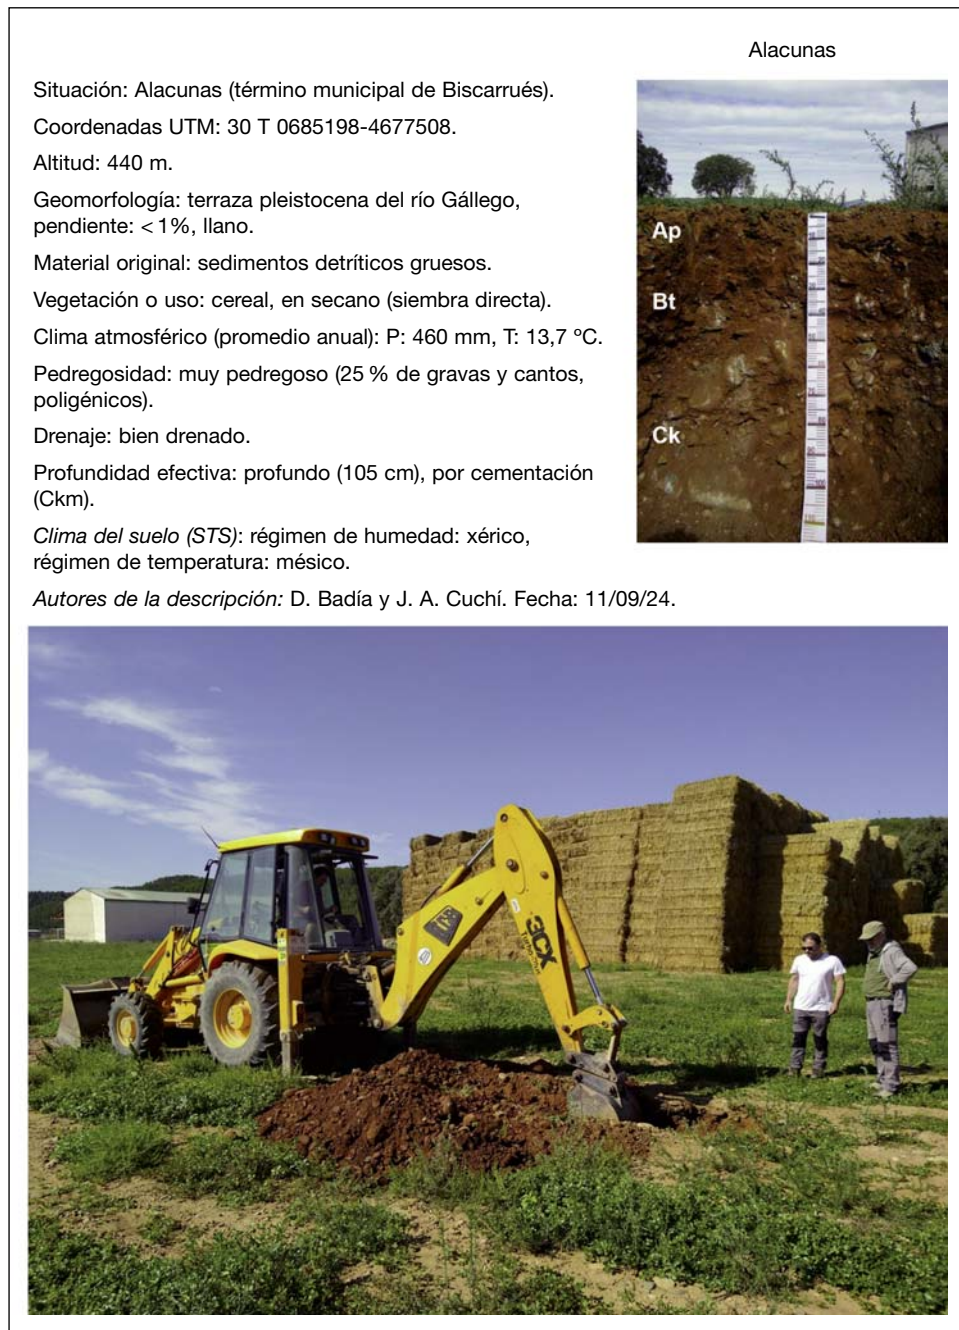 Alacunas
Situación: Alacunas (término municipal de Biscarrués).
Coordenadas UTM: 30 T 0685198-4677508.
Altitud: 440 m.
Geomorfología: terraza pleistocena del río Gállego,
pendiente: < 1%, llano.
Material original: sedimentos detríticos gruesos.
Vegetación o uso: cereal, en secano (siembra directa).
Clima atmosférico (promedio anual): P: 460 mm, T: 13,7 ºC.
Pedregosidad: muy pedregoso (25 % de gravas y cantos,
poligénicos).
Drenaje: bien drenado.
Profundidad efectiva: profundo (105 cm), por cementación
(Ckm).
Clima del suelo (STS): régimen de humedad: xérico,
régimen de temperatura: mésico.
Autores de la descripción: D. Badía y J. A. Cuchí. Fecha: 11/09/24.
Ap
Bt
Ck
3CX